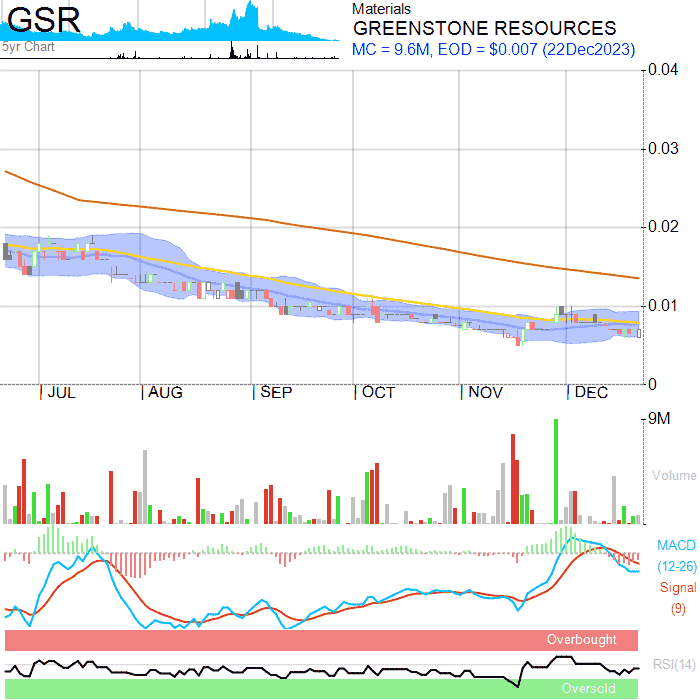 GSR
5yr Chart
Materials
GREENSTONE RESOURCES
MC = 9.6M, EOD = $0.007 (22Dec2023)
0.04
0.03
0.02
0.01
0
JUL AUG SEP OCT NOV DEC
9M
Volume
MACD
(12-26)
Signal
(9)
Overbought
RSI(14)
Oversold